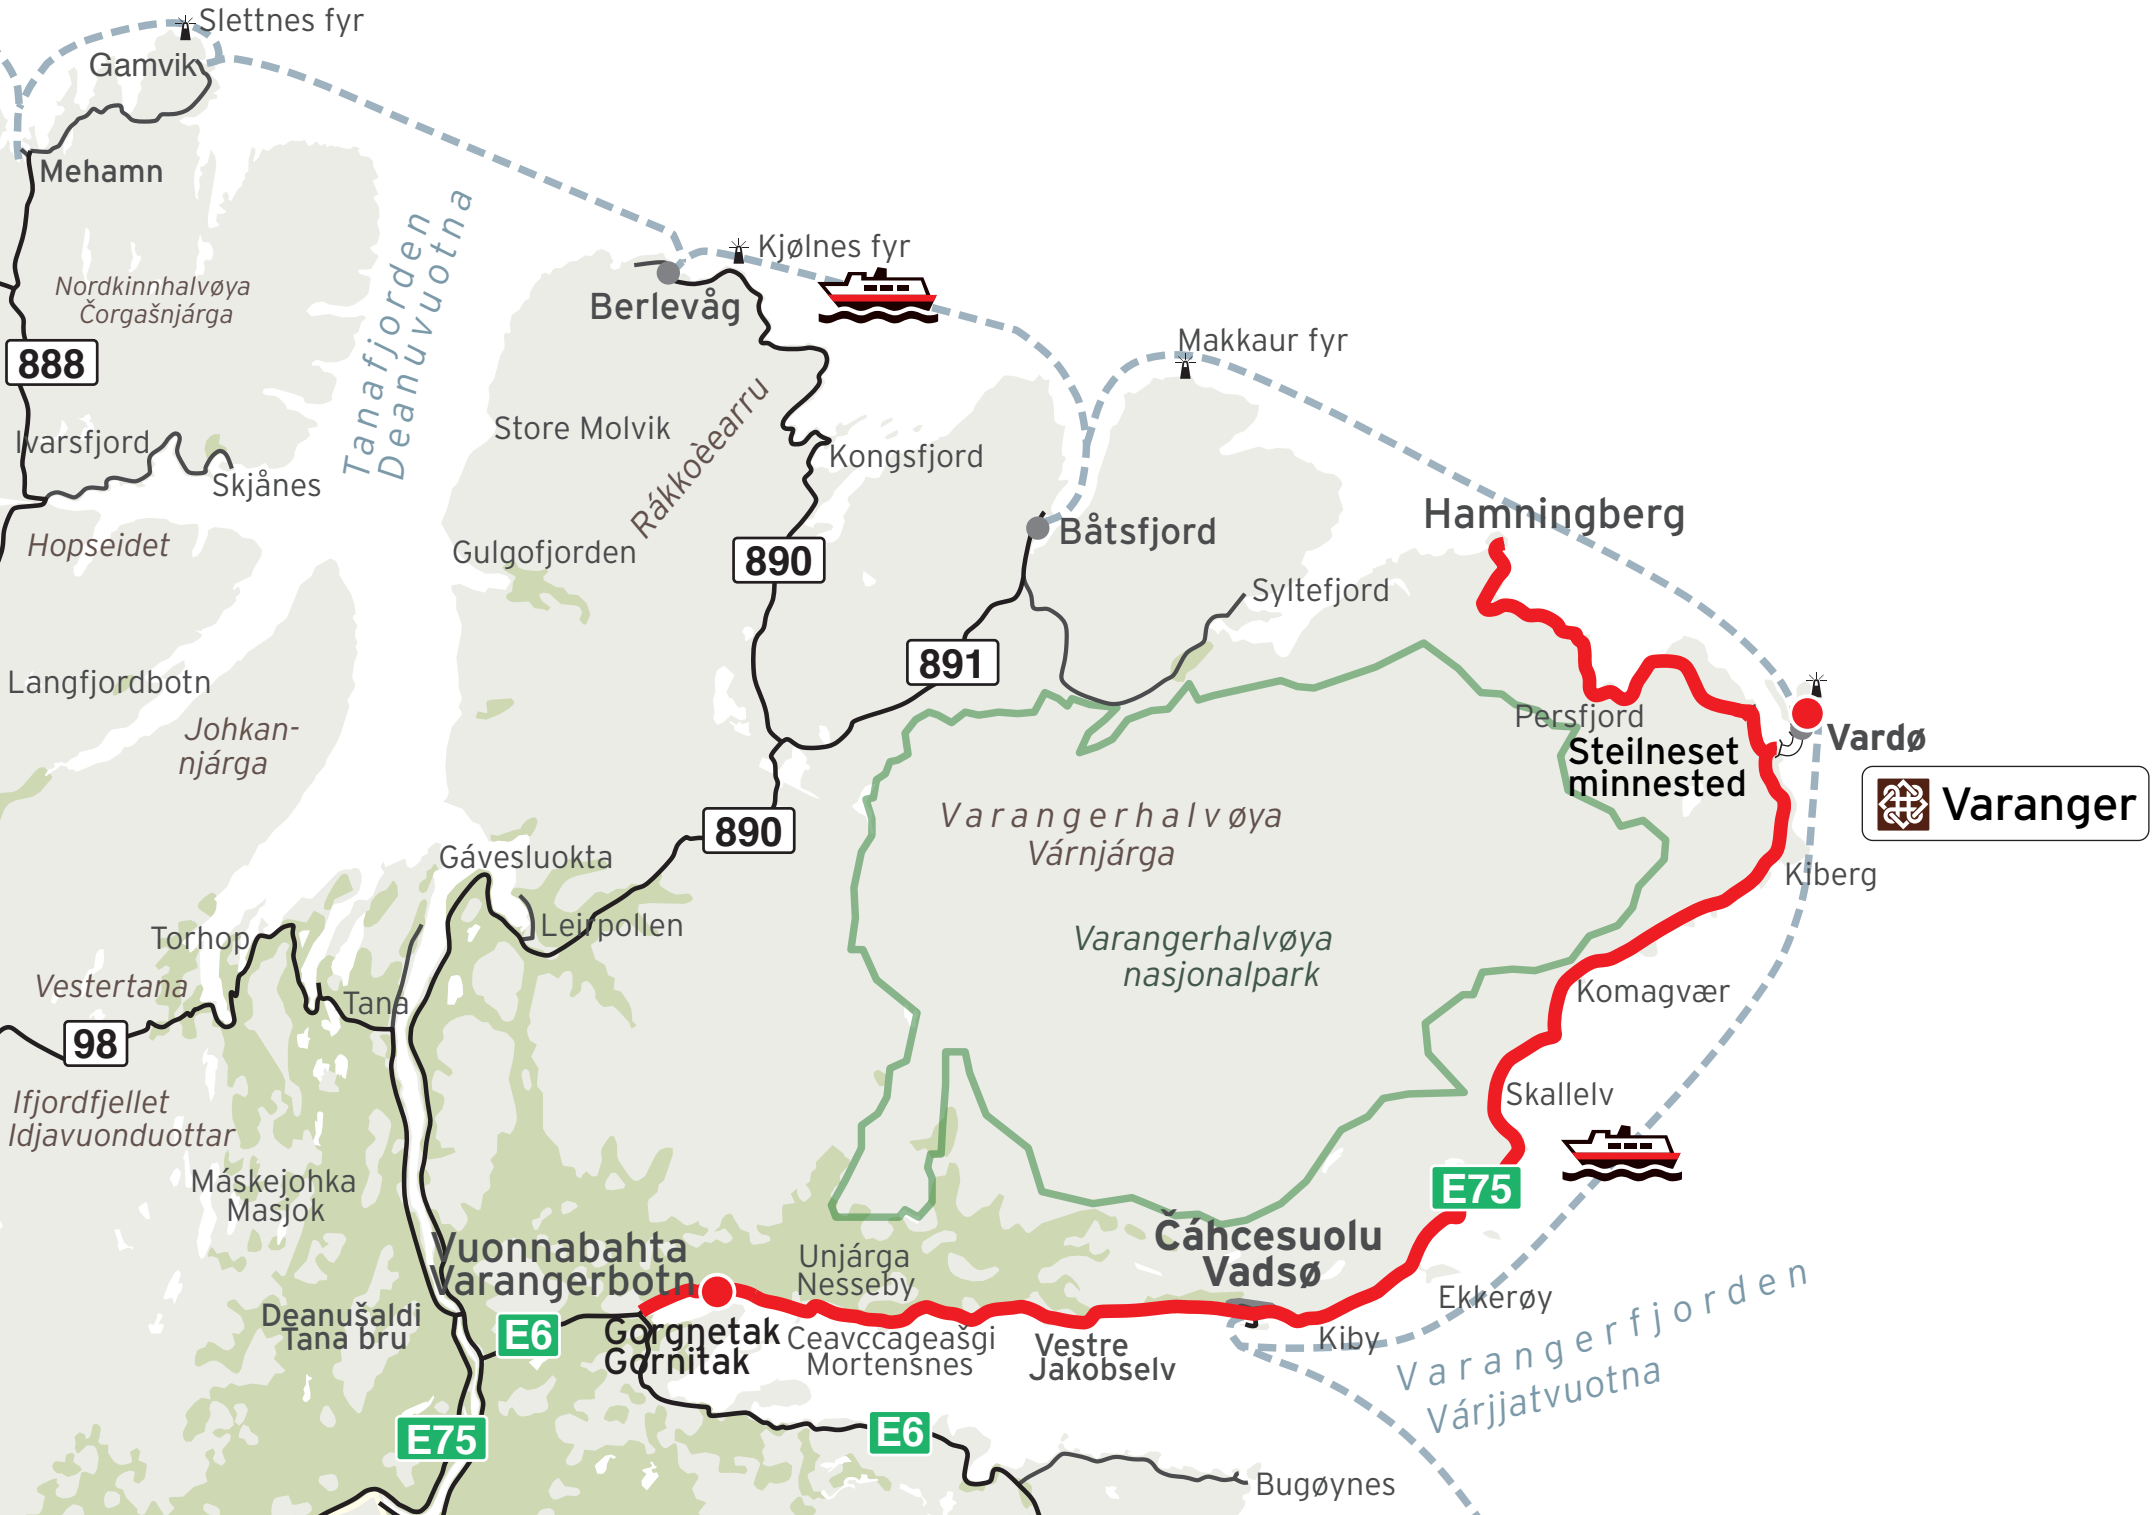 Slettnes fyr
Gamvik
Mehamn
Tanafjorden
Deanuvuotna
Kjølnes fyr
Nordkinnhalvøya
Čorgašnjárga
Berlevåg
Makkaur fyr
888
Store Molvik
Rákkoèearru
Ivarsfjord
Skjånes
Kongsfjord
Hamningberg
Båtsfjord
Hopseidet
Gulgofjorden
890
Syltefjord
891
Langfjordbotn
Johkan-
njárga
Persfjord
Steilneset
minnested
Vardø
Varanger
Varangerhalvøya
Várnjárga
890
Gávesluokta
Kiberg
Leirpollen
Torhop
Varangerhalvøya
nasjonalpark
Vestertana
Tana
Komagvær
98
Ifjordfjellet
Idjavuonduottar
Skallelv
Máskejohka
Masjok
E75
Čáhcesuolu
Vadsø
Vuonnabahta
Varangerbotn
Unjárga
Nesseby
Ekkerøy
Varangerfjorden
Várjjatvuotna
Deanušaldi
Tana bru
E6
Gorgnetak
Gornitak
Ceavccageašgi
Mortensnes
Vestre
Jakobselv
Kiby
E75
E6
Bugøynes